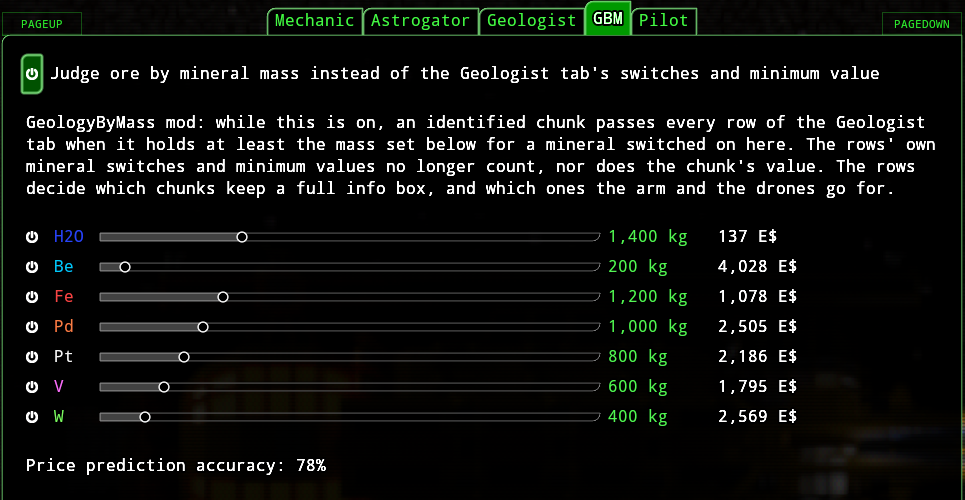 PAGEUP
Mechanic
Astrogator
Geologist
GBM
Pilot
PAGEDOWN
Judge ore by mineral mass instead of the Geologist tab's switches and minimum value
GeologyByMass mod: while this is on, an identified chunk passes every row of the Geologist
tab when it holds at least the mass set below for a mineral switched on here. The rows' own
mineral switches and minimum values no longer count, nor does the chunk's value. The rows
decide which chunks keep a full info box, and which ones the arm and the drones go for.
H2O 1,400 kg 137 E$
Be 200 kg 4,028 E$
Fe 1,200 kg 1,078 E$
Pd 1,000 kg 2,505 E$
Pt 800 kg 2,186 E$
V 600 kg 1,795 E$
W 400 kg 2,569 E$
Price prediction accuracy: 78%